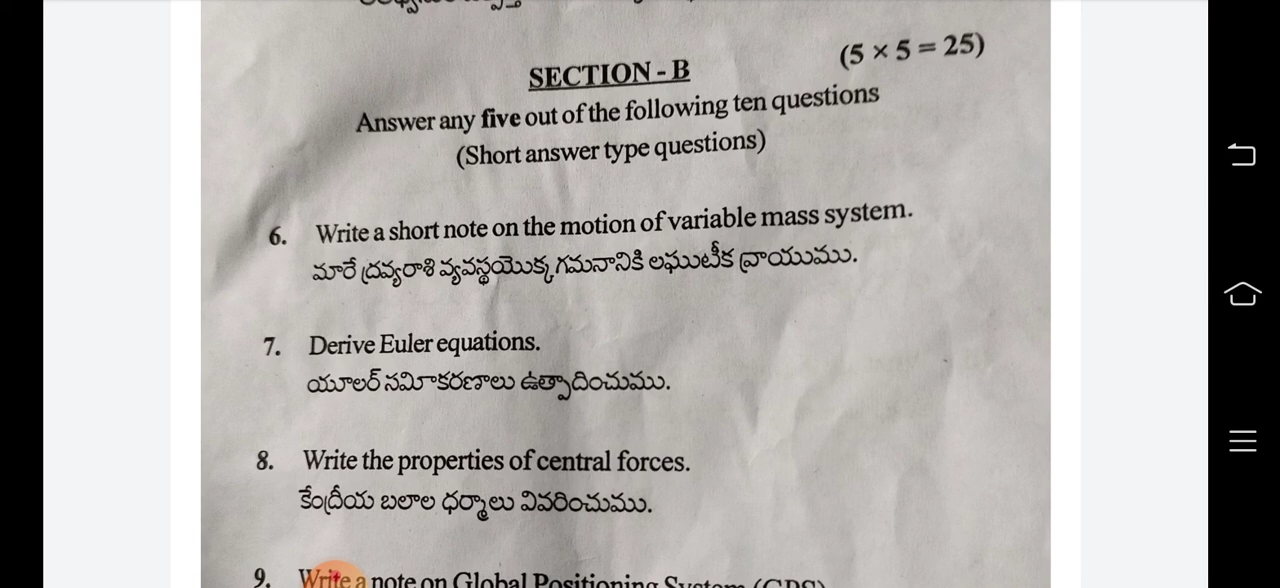 SECTION - B
(5 × 5 = 25)
Answer any five out of the following ten questions
(Short answer type questions)
6. Write a short note on the motion of variable mass system.
మారే ద్రవ్యరాశి వ్యవస్థయొక్క గమనానికి లఘుటీక వ్రాయుము.
7. Derive Euler equations.
యూలర్ సమీకరణాలు ఉత్పాదించుము.
8. Write the properties of central forces.
కేంద్రీయ బలాల ధర్మాలు వివరించుము.
9. Write a note on Global Positioning System (GPS)